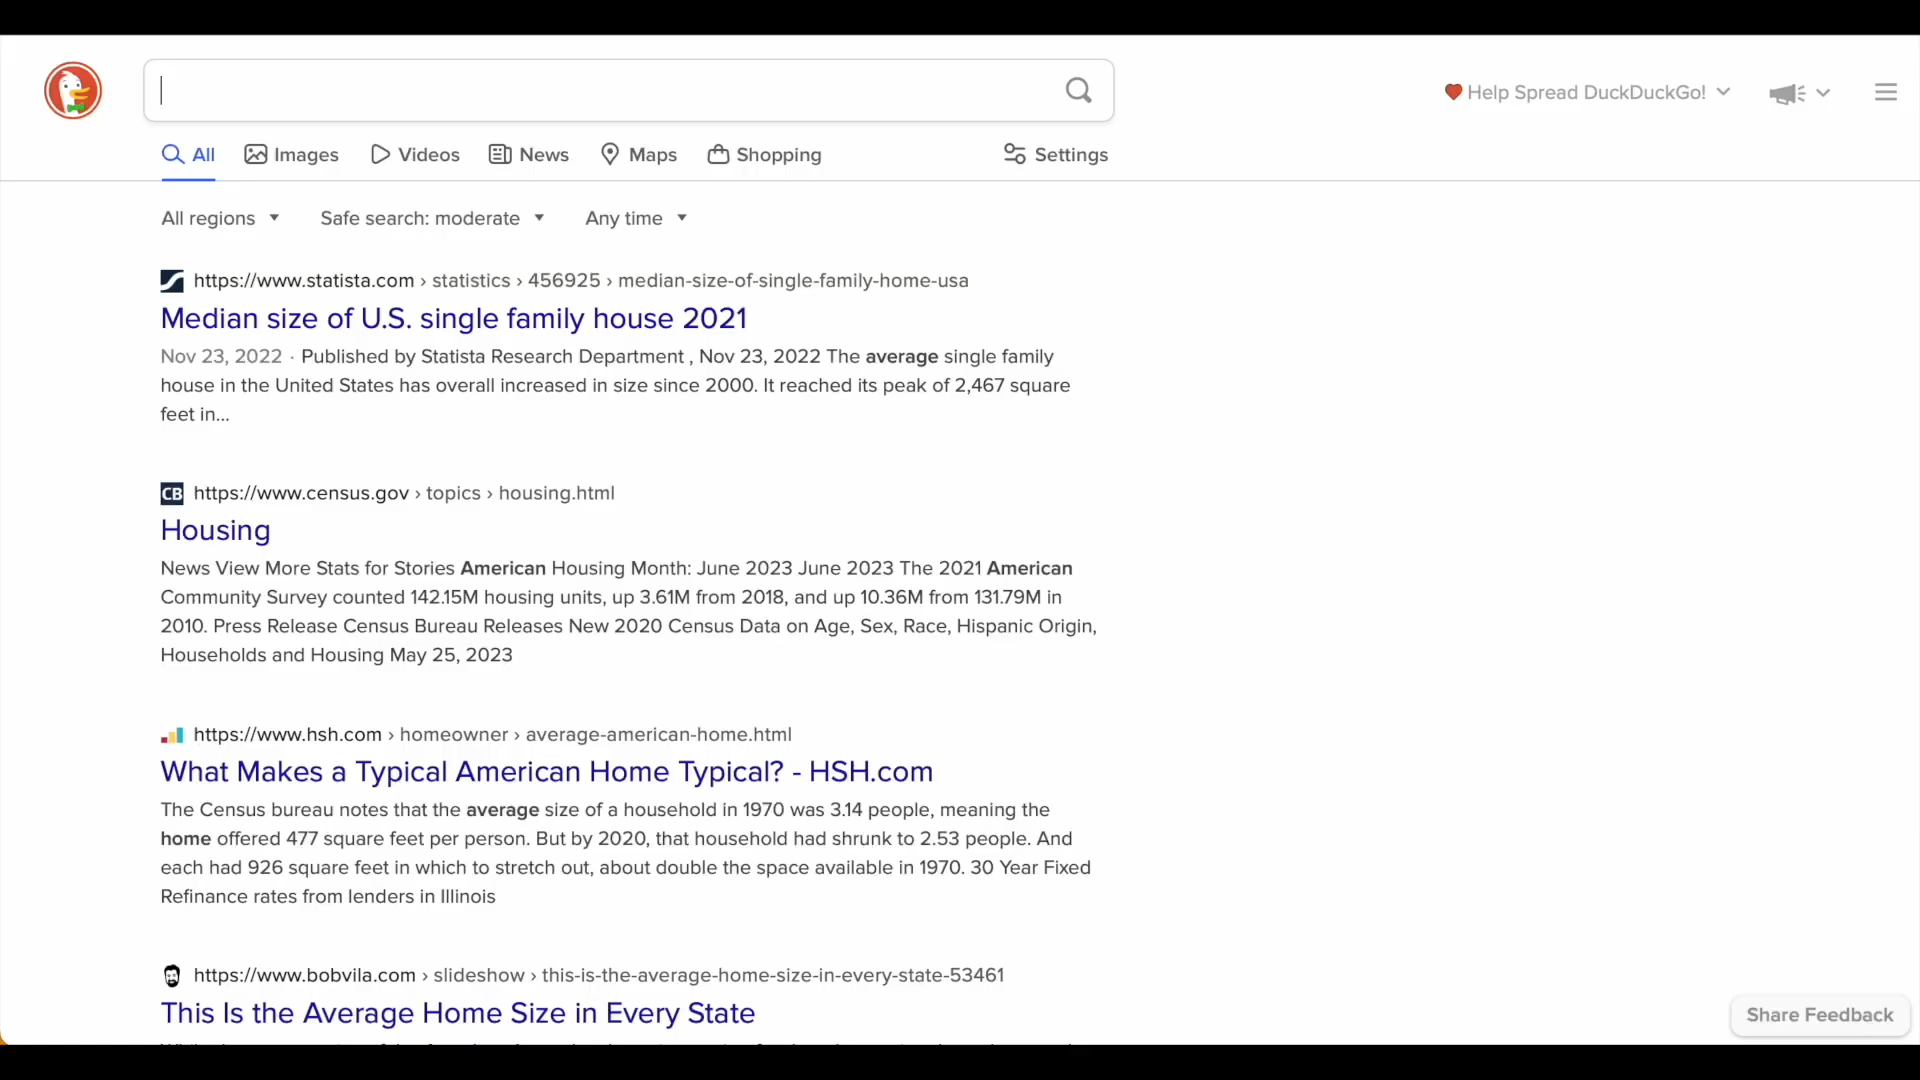 Help Spread DuckDuckGo!
All
Images
Videos
News
Maps
Shopping
Settings
All regions
Safe search: moderate
Any time
https://www.statista.com › statistics › 456925 › median-size-of-single-family-home-usa
Median size of U.S. single family house 2021
Nov 23, 2022 · Published by Statista Research Department , Nov 23, 2022 The average single family
house in the United States has overall increased in size since 2000. It reached its peak of 2,467 square
feet in...
CB https://www.census.gov › topics › housing.html
Housing
News View More Stats for Stories American Housing Month: June 2023 June 2023 The 2021 American
Community Survey counted 142.15M housing units, up 3.61M from 2018, and up 10.36M from 131.79M in
2010. Press Release Census Bureau Releases New 2020 Census Data on Age, Sex, Race, Hispanic Origin,
Households and Housing May 25, 2023
https://www.hsh.com › homeowner › average-american-home.html
What Makes a Typical American Home Typical? - HSH.com
The Census bureau notes that the average size of a household in 1970 was 3.14 people, meaning the
home offered 477 square feet per person. But by 2020, that household had shrunk to 2.53 people. And
each had 926 square feet in which to stretch out, about double the space available in 1970. 30 Year Fixed
Refinance rates from lenders in Illinois
https://www.bobvila.com › slideshow › this-is-the-average-home-size-in-every-state-53461
This Is the Average Home Size in Every State
Share Feedback